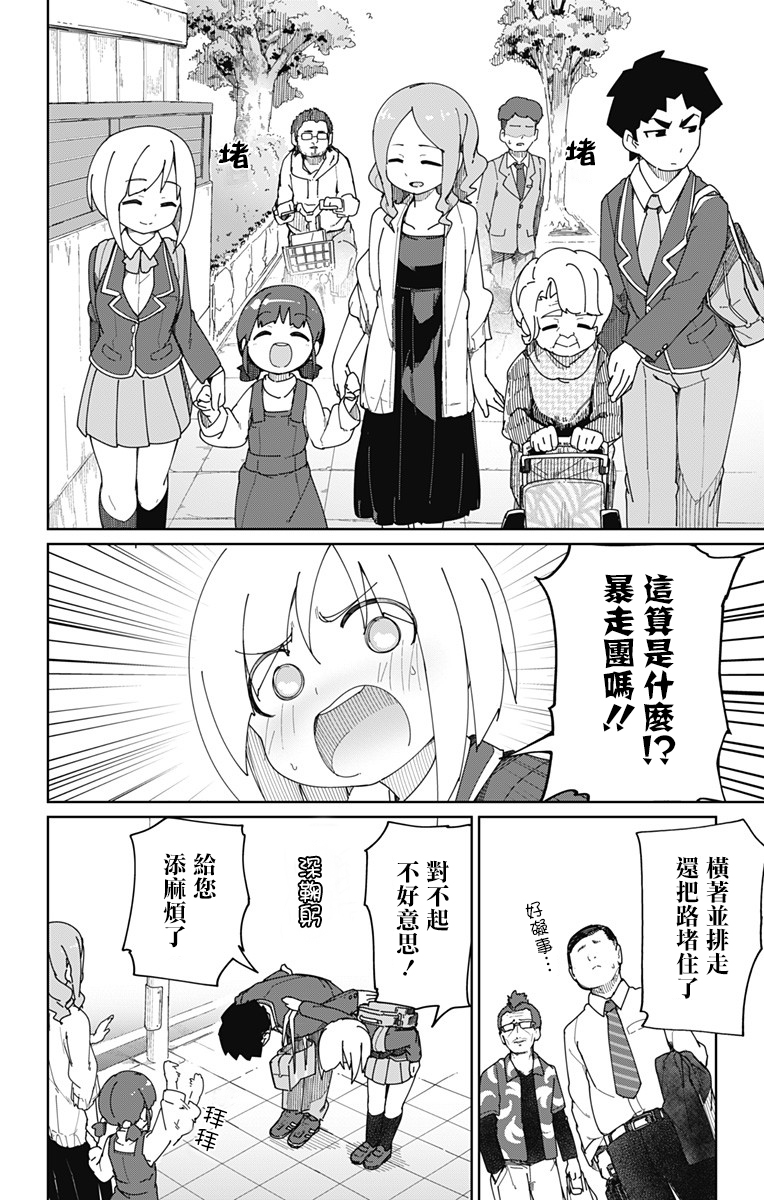 堵
堵
這算是什麼!?
暴走團嗎!!
橫著並排走
還把路堵住了
好礙事…
對不起
不好意思!
深鞠躬
給您
添麻煩了
拜拜